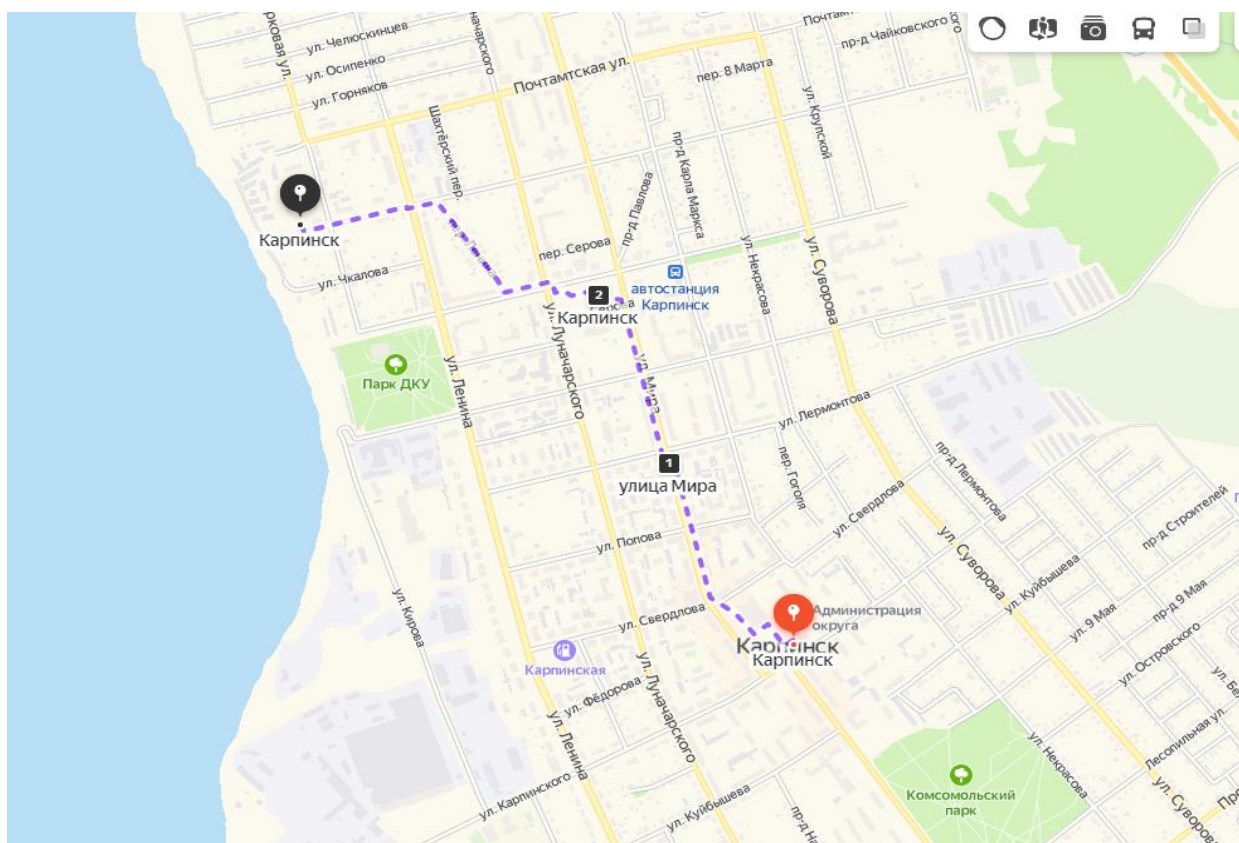 ул. Челюскинцев
ул. Осипенко
ул. Горняков
Почтамтская ул.
пр-д Чайковского
пер. 8 Марта
ул. Крупской
Шахтёрский пер.
пр-д Карла Маркса
пр-д Павлова
Карпинск
пер. Серова
ул. Некрасова
ул. Суворова
ул. Чкалова
автостанция
Карпинск
2
Карпинск
ул. Луначарского
ул. Мира
Парк ДКУ
ул. Ленина
ул. Лермонтова
1
улица Мира
пер. Гоголя
пр-д Лермонтова
ул. Свердлова
пр-д Строителей
ул. Попова
ул. Суворова
ул. Куйбышева
пр-д 9 Мая
ул. 9 Мая
ул. Кирова
ул. Свердлова
Администрация
округа
Карпинск
Карпинск
ул. Островского
Карпинская
ул. Фёдорова
ул. Луначарского
ул. Ленина
ул. Некрасова
Лесопильная ул.
ул. Карпинского
ул. Куйбышева
Комсомольский
парк
ул. Суворова